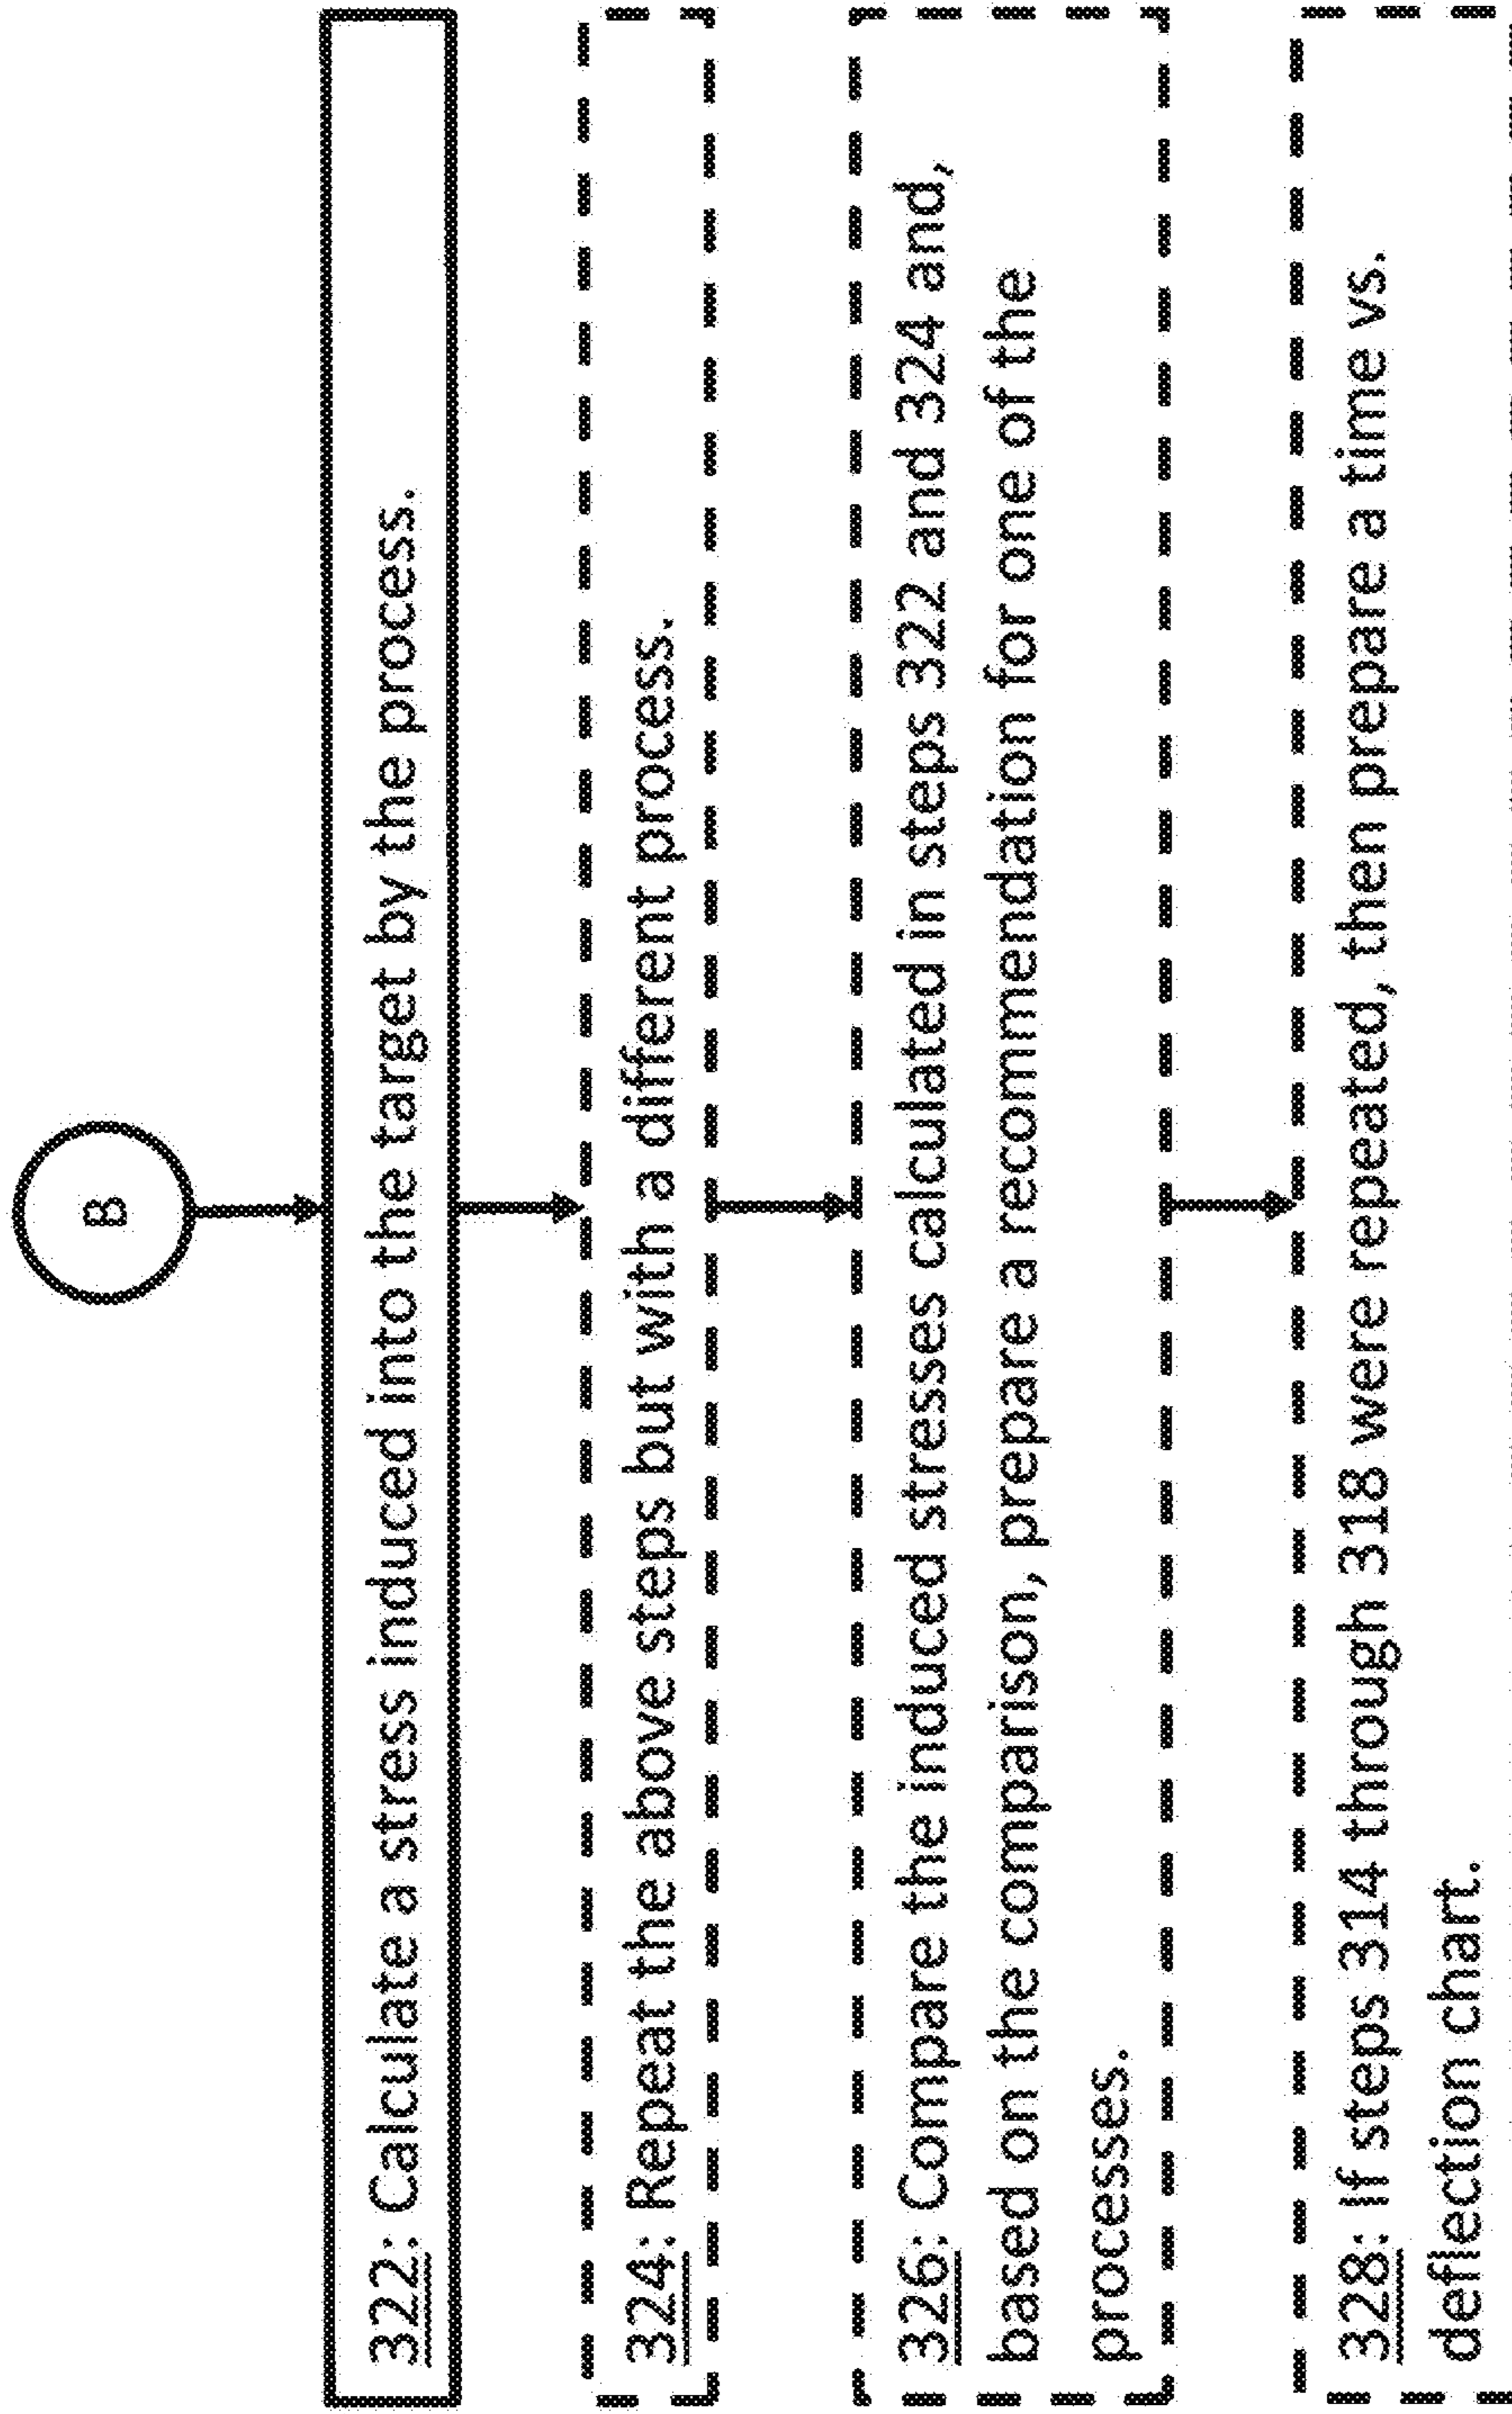 B
322: Calculate a stress induced into the target by the process.
324: Repeat the above steps but with a different process.
326: Compare the induced stresses calculated in steps 322 and 324 and,
based on the comparison, prepare a recommendation for one of the
processes.
328: If steps 314 through 318 were repeated, then prepare a time vs.
deflection chart.